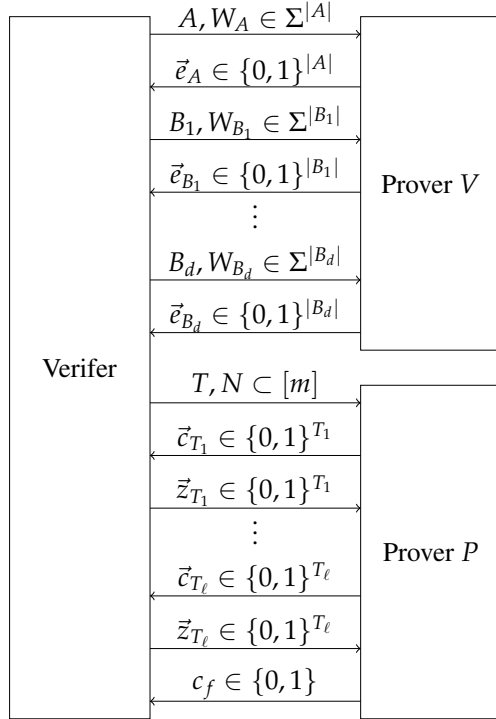 A, W_A ∈ Σ^{|A|}
\vec{e}_A ∈ {0, 1}^{|A|}
B_1, W_{B_1} ∈ Σ^{|B_1|}
\vec{e}_{B_1} ∈ {0, 1}^{|B_1|}
Prover V
⋮
B_d, W_{B_d} ∈ Σ^{|B_d|}
\vec{e}_{B_d} ∈ {0, 1}^{|B_d|}
Verifer
T, N ⊂ [m]
\vec{c}_{T_1} ∈ {0, 1}^{T_1}
\vec{z}_{T_1} ∈ {0, 1}^{T_1}
⋮
Prover P
\vec{c}_{T_ℓ} ∈ {0, 1}^{T_ℓ}
\vec{z}_{T_ℓ} ∈ {0, 1}^{T_ℓ}
c_f ∈ {0, 1}